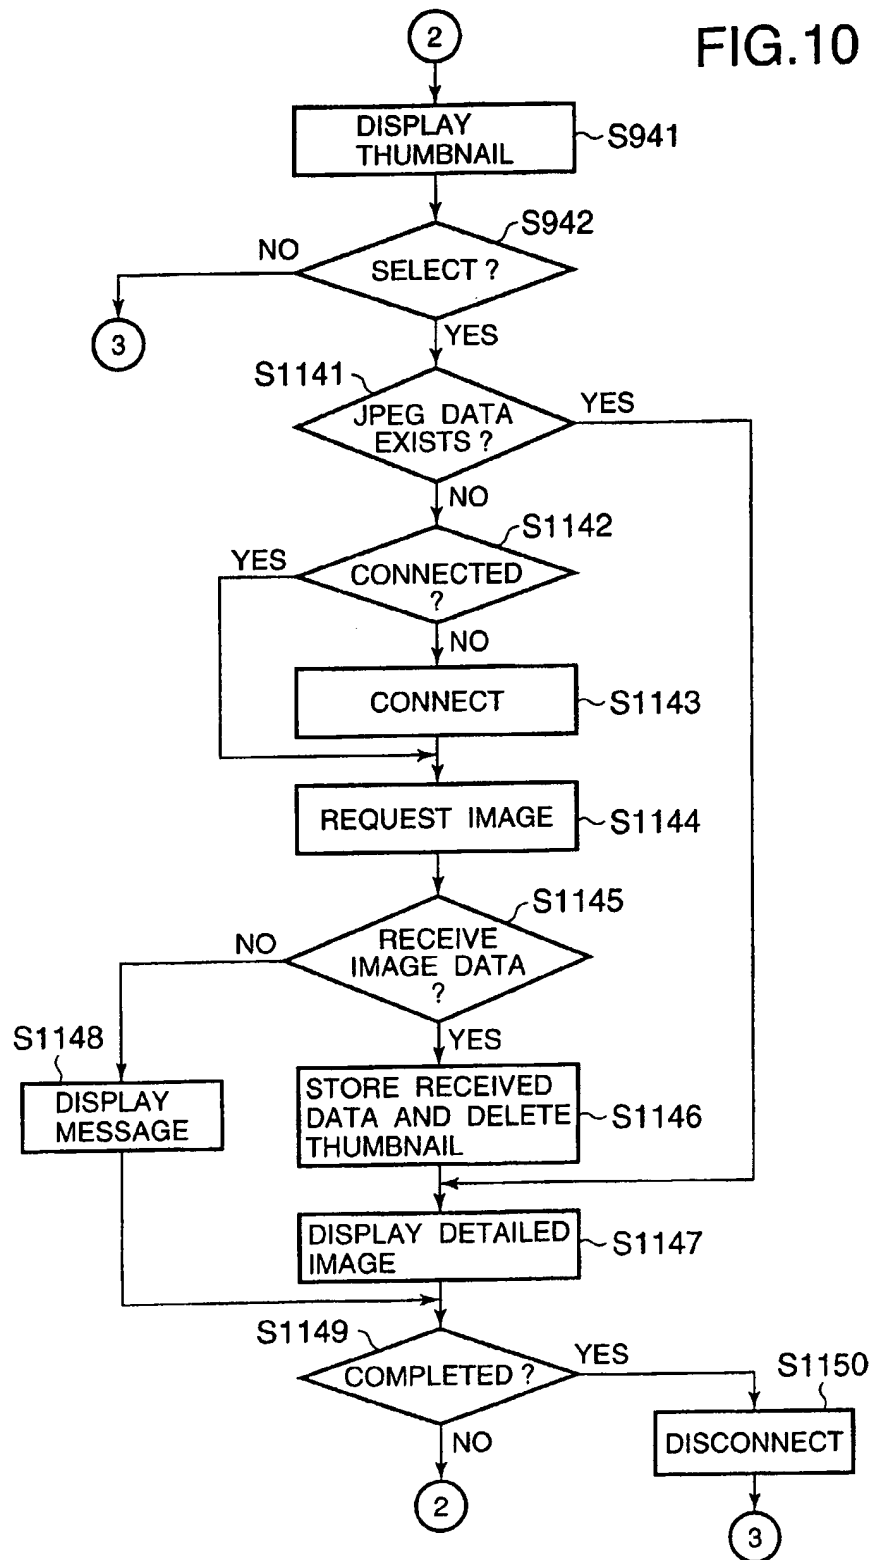 2
FIG.10
DISPLAY
THUMBNAIL
S941
S942
NO
SELECT ?
3
YES
S1141
JPEG DATA
EXISTS ?
YES
NO
S1142
YES
CONNECTED
?
NO
CONNECT
S1143
REQUEST IMAGE
S1144
S1145
NO
RECEIVE
IMAGE DATA
?
YES
S1148
DISPLAY
MESSAGE
STORE RECEIVED
DATA AND DELETE
THUMBNAIL
S1146
DISPLAY DETAILED
IMAGE
S1147
S1149
COMPLETED ?
YES
S1150
DISCONNECT
NO
2
3